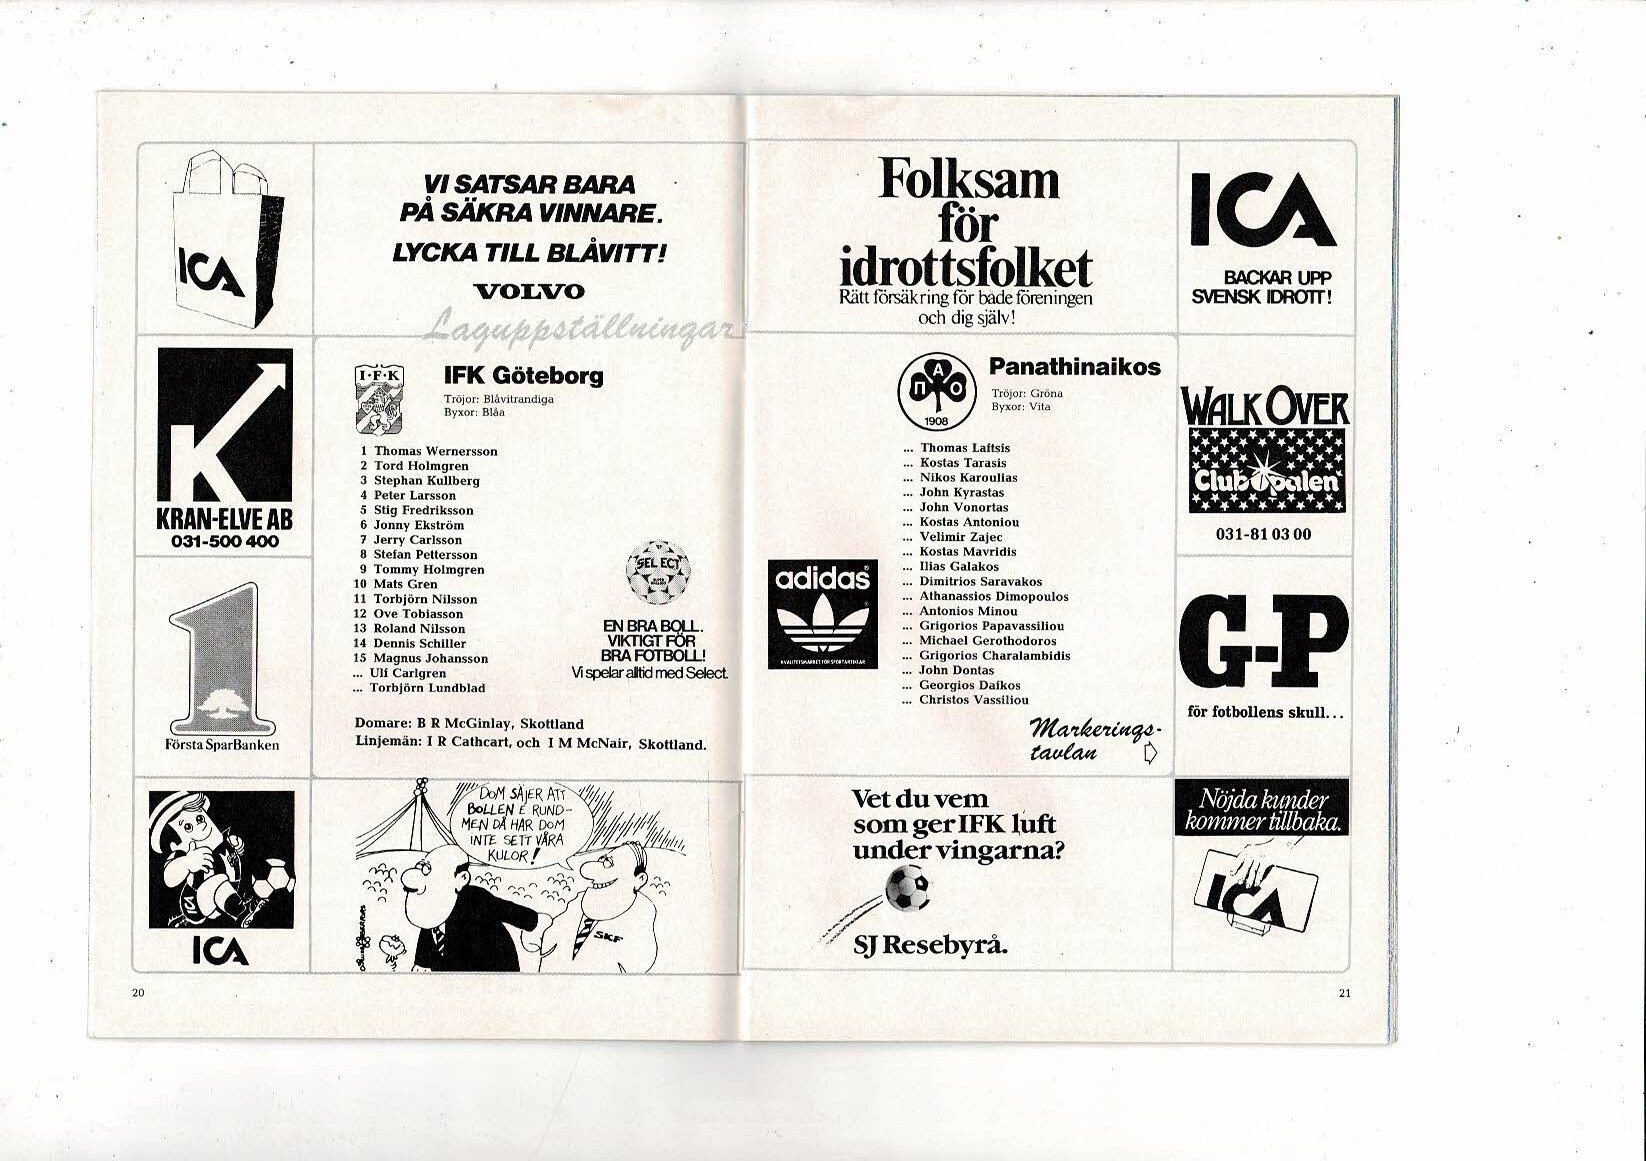 ICA
VI SATSAR BARA
PÅ SÄKRA VINNARE.
LYCKA TILL BLÅVITT!
VOLVO
Laguppställningar
KRAN-ELVE AB
031-500 400
1
Första SparBanken
ICA
I·F·K
IFK Göteborg
Tröjor: Blåvitrandiga
Byxor: Blåa
1 Thomas Wernersson
2 Tord Holmgren
3 Stephan Kullberg
4 Peter Larsson
5 Stig Fredriksson
6 Jonny Ekström
7 Jerry Carlsson
8 Stefan Pettersson
9 Tommy Holmgren
10 Mats Gren
11 Torbjörn Nilsson
12 Ove Tobiasson
13 Roland Nilsson
14 Dennis Schiller
15 Magnus Johansson
... Ulf Carlgren
... Torbjörn Lundblad
SELECT
EN BRA BOLL.
VIKTIGT FÖR
BRA FOTBOLL!
Vi spelar alltid med Select.
Domare: B R McGinlay, Skottland
Linjemän: I R Cathcart, och I M McNair, Skottland.
DOM SÄJER ATT
BOLLEN E RUND-
MEN DÅ HAR DOM
INTE SETT VÅRA
KULOR!
SKF
20
Folksam
för
idrottsfolket
Rätt försäkring för både föreningen
och dig själv!
ICA
BACKAR UPP
SVENSK IDROTT!
Π Α Ο
1908
Panathinaikos
Tröjor: Gröna
Byxor: Vita
... Thomas Laftsis
... Kostas Tarasis
... Nikos Karoulias
... John Kyrastas
... John Vonortas
... Kostas Antoniou
... Velimir Zajec
... Kostas Mavridis
... Ilias Galakos
... Dimitrios Saravakos
... Athanassios Dimopoulos
... Antonios Minou
... Grigorios Papavassiliou
... Michael Gerothodoros
... Grigorios Charalambidis
... John Dontas
... Georgios Dafkos
... Christos Vassiliou
adidas
KVALITETSMÄRKET FÖR SPORTARTIKLAR
Markerings-
tavlan
WALK OVER
Club Opalen
031-81 03 00
G-P
för fotbollens skull...
Vet du vem
som ger IFK luft
under vingarna?
SJ Resebyrå.
Nöjda kunder
kommer tillbaka.
ICA
21